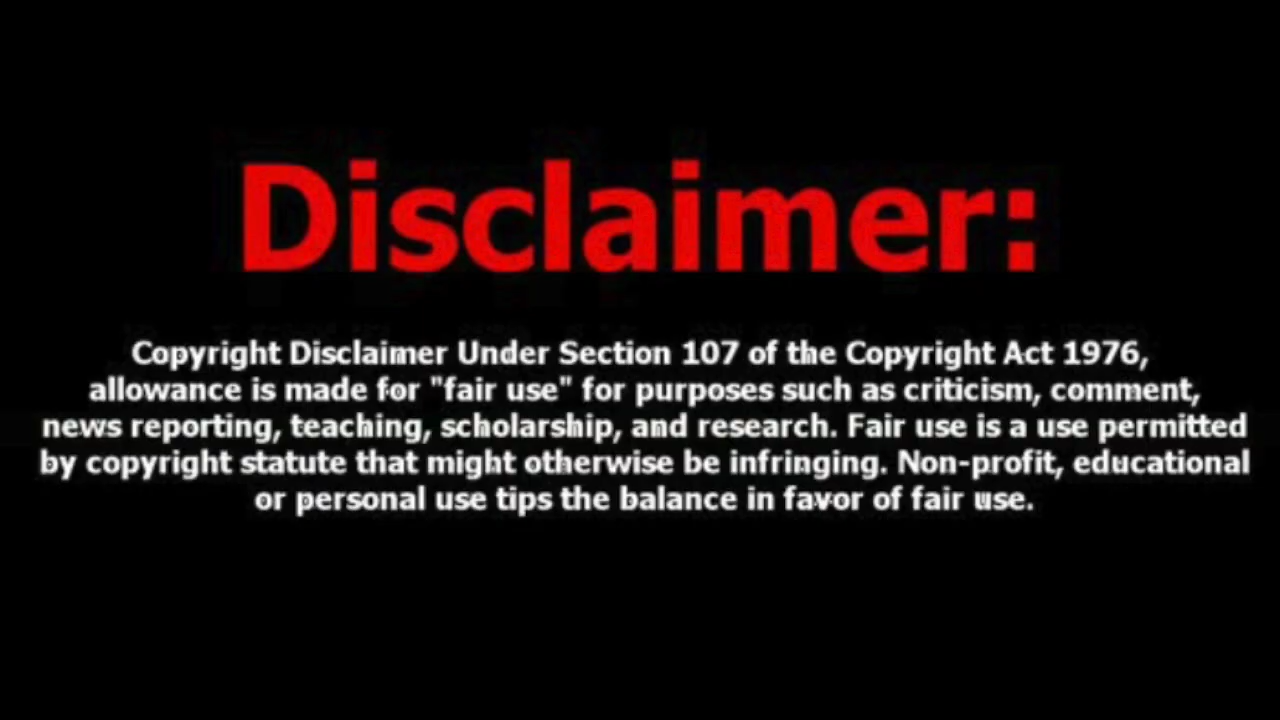 Disclaimer:
Copyright Disclaimer Under Section 107 of the Copyright Act 1976,
allowance is made for "fair use" for purposes such as criticism, comment,
news reporting, teaching, scholarship, and research. Fair use is a use permitted
by copyright statute that might otherwise be infringing. Non-profit, educational
or personal use tips the balance in favor of fair use.